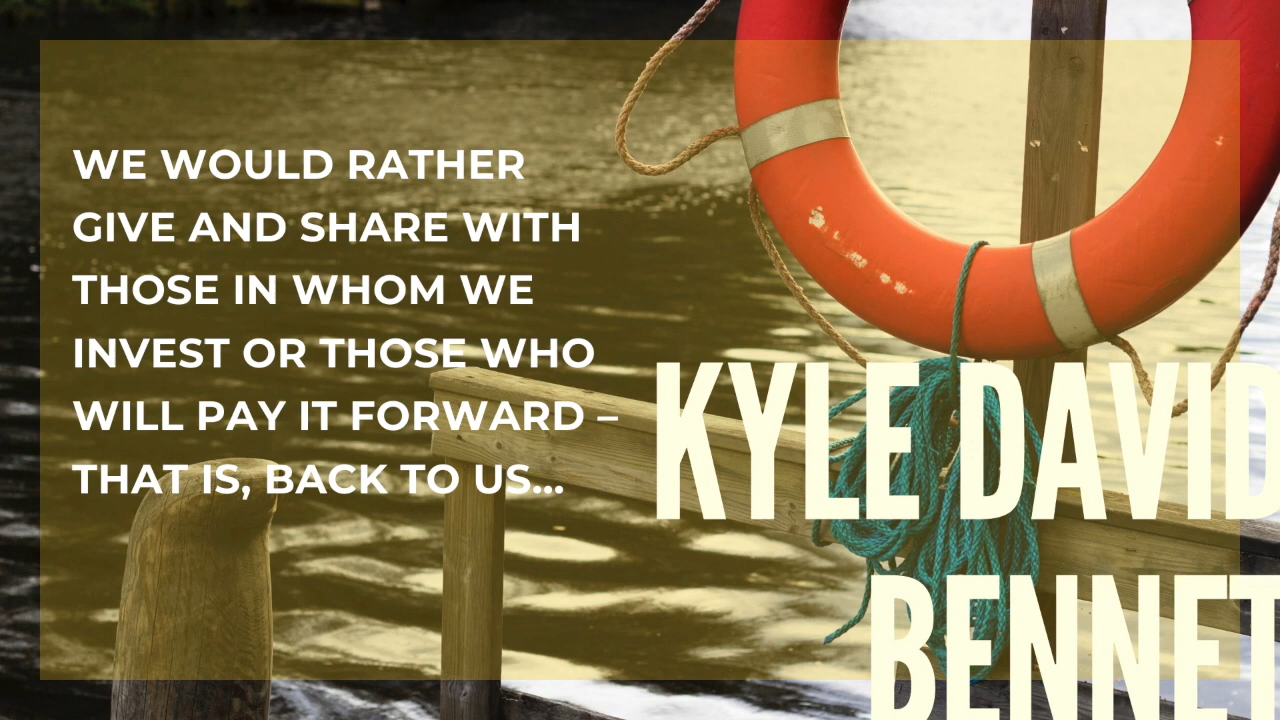 WE WOULD RATHER
GIVE AND SHARE WITH
THOSE IN WHOM WE
INVEST OR THOSE WHO
WILL PAY IT FORWARD –
THAT IS, BACK TO US...
KYLE DAVID
BENNET